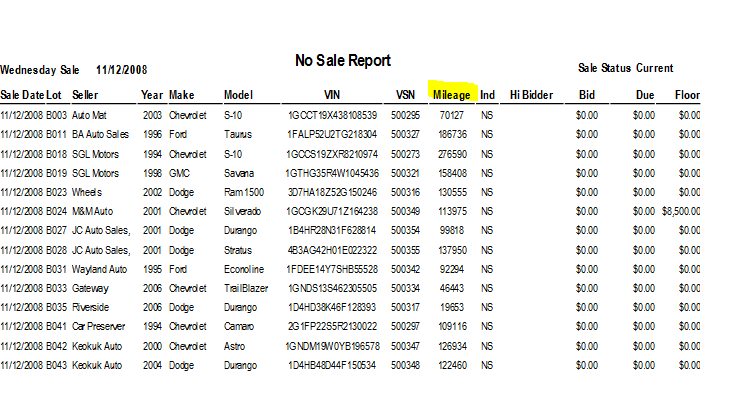 No Sale Report
Wednesday Sale 11/12/2008 Sale Status Current
Sale Date Lot Seller Year Make Model VIN VSN Mileage Ind Hi Bidder Bid Due Floor
11/12/2008 B003 Auto Mat 2003 Chevrolet S-10 1GCCT19X438108539 500295 70127 NS $0.00 $0.00 $0.00
11/12/2008 B011 BA Auto Sales 1996 Ford Taurus 1FALP52U2TG218304 500327 186736 NS $0.00 $0.00 $0.00
11/12/2008 B018 SGL Motors 1994 Chevrolet S-10 1GCCS19ZXR8210974 500273 276590 NS $0.00 $0.00 $0.00
11/12/2008 B019 SGL Motors 1998 GMC Savana 1GTHG35R4W1045436 500321 158408 NS $0.00 $0.00 $0.00
11/12/2008 B023 Wheels 2002 Dodge Ram 1500 3D7HA18Z52G150246 500316 130555 NS $0.00 $0.00 $0.00
11/12/2008 B024 M&M Auto 2001 Chevrolet Silverado 1GCGK29U71Z164238 500349 113975 NS $0.00 $0.00 $8,500.00
11/12/2008 B027 JC Auto Sales, 2001 Dodge Durango 1B4HR28N31F628814 500354 99818 NS $0.00 $0.00 $0.00
11/12/2008 B028 JC Auto Sales, 2001 Dodge Stratus 4B3AG42H01E022322 500355 137950 NS $0.00 $0.00 $0.00
11/12/2008 B031 Wayland Auto 1995 Ford Econoline 1FDEE14Y7SHB55528 500342 92294 NS $0.00 $0.00 $0.00
11/12/2008 B033 Gateway 2006 Chevrolet TrailBlazer 1GNDS13S462305505 500334 46443 NS $0.00 $0.00 $0.00
11/12/2008 B035 Riverside 2006 Dodge Durango 1D4HD38K46F128393 500317 19653 NS $0.00 $0.00 $0.00
11/12/2008 B041 Car Preserver 1994 Chevrolet Camaro 2G1FP22S5R2130022 500297 109116 NS $0.00 $0.00 $0.00
11/12/2008 B042 Keokuk Auto 2000 Chevrolet Astro 1GNDM19W0YB196578 500347 126934 NS $0.00 $0.00 $0.00
11/12/2008 B043 Keokuk Auto 2004 Dodge Durango 1D4HB48D44F150534 500348 122460 NS $0.00 $0.00 $0.00